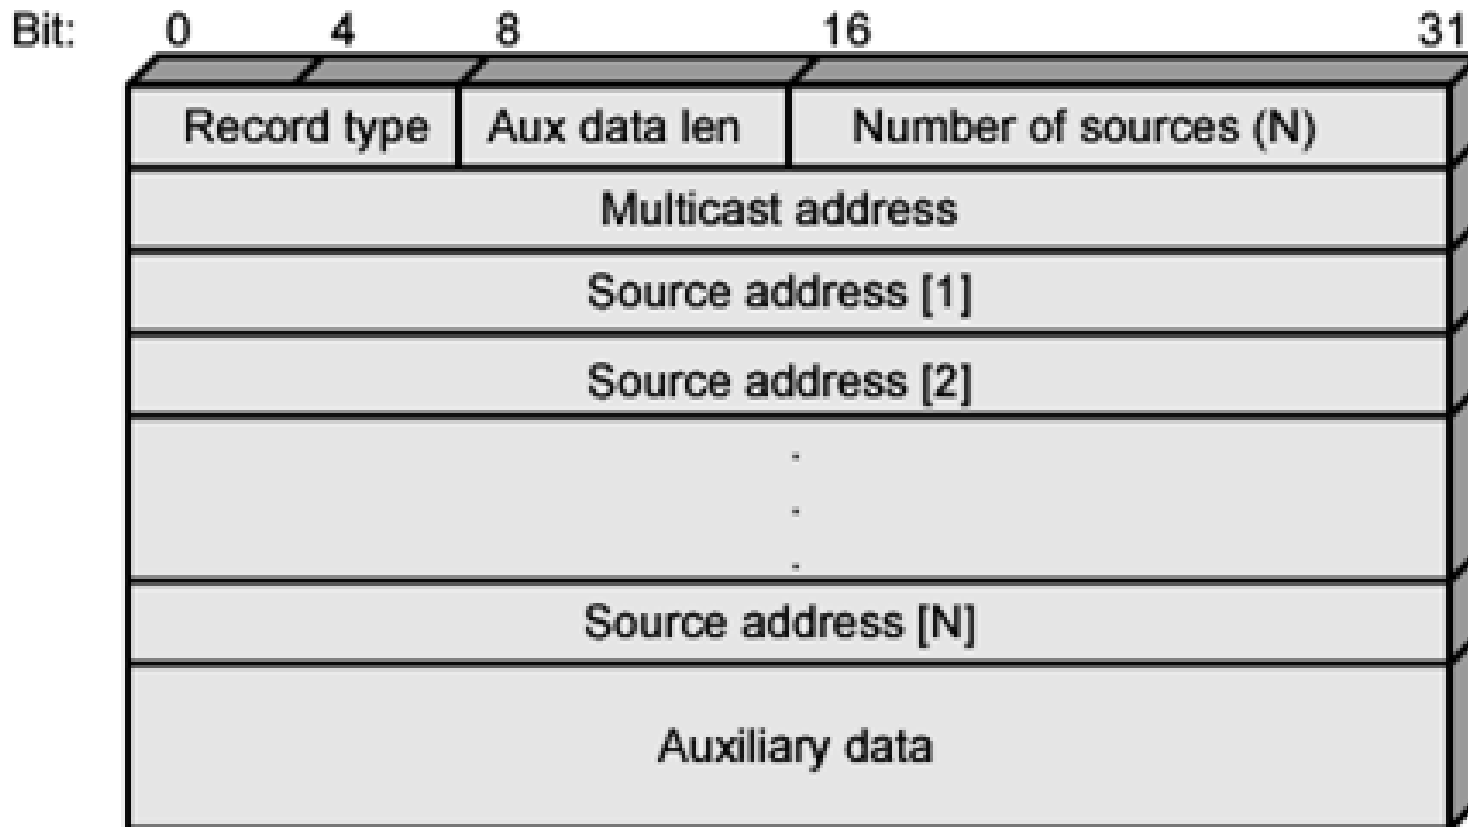 Bit: 0 4 8 16 31
Record type Aux data len Number of sources (N)
Multicast address
Source address [1]
Source address [2]
.
.
.
Source address [N]
Auxiliary data